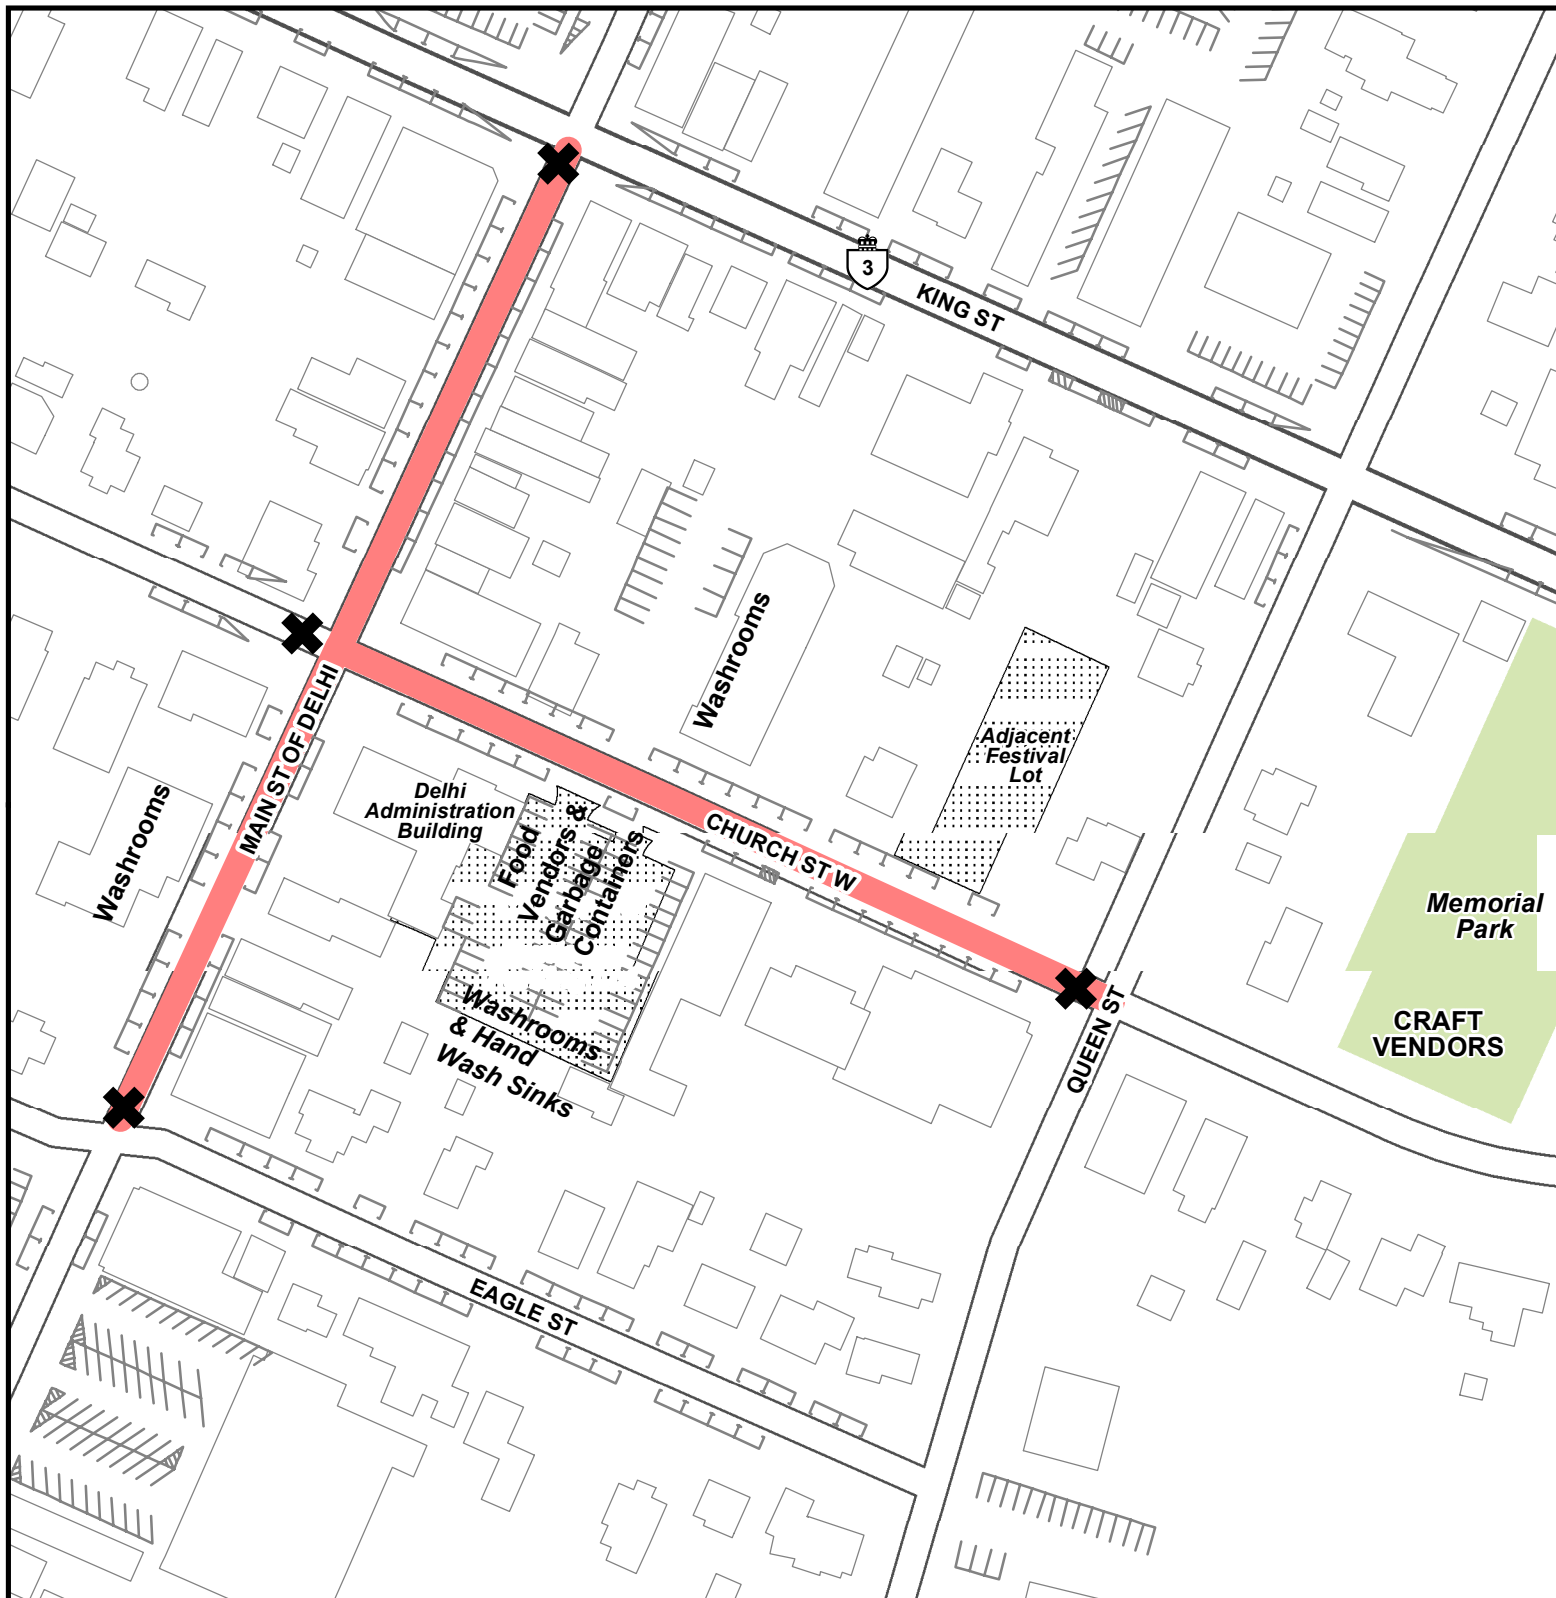 3
KING ST
Washrooms
MAIN ST OF DELHI
Adjacent
Festival
Lot
Delhi
Administration
Building
Food
Vendors &
Garbage
Containers
CHURCH ST W
Washrooms
Memorial
Park
Washrooms
& Hand
Wash Sinks
QUEEN ST
CRAFT
VENDORS
EAGLE ST